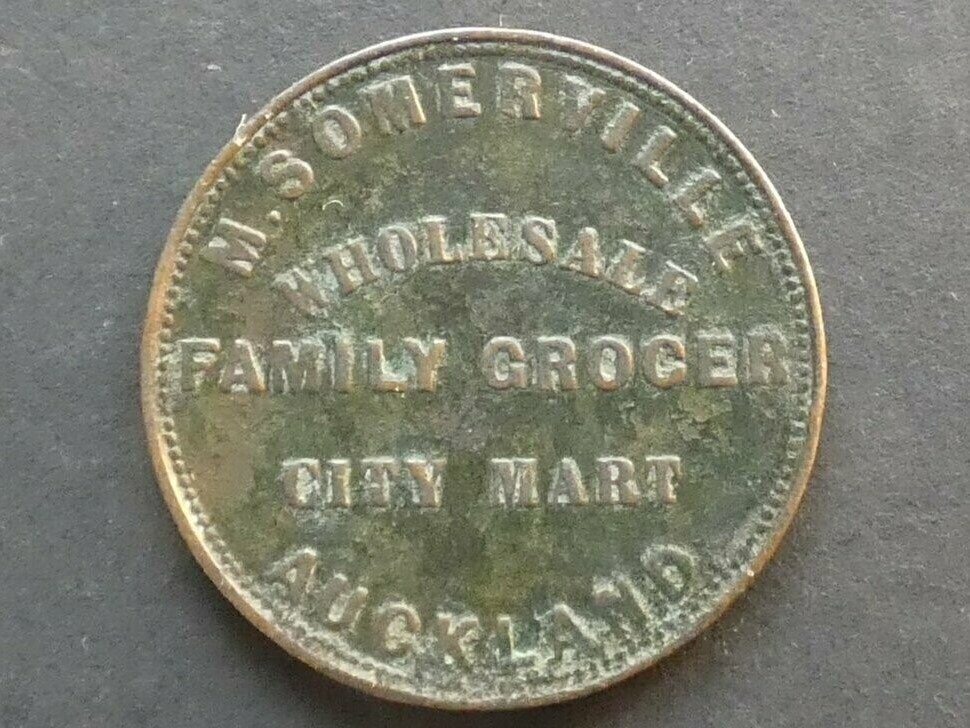 M. SOMERVILLE
WHOLESALE
FAMILY GROCER
CITY MART
AUCKLAND